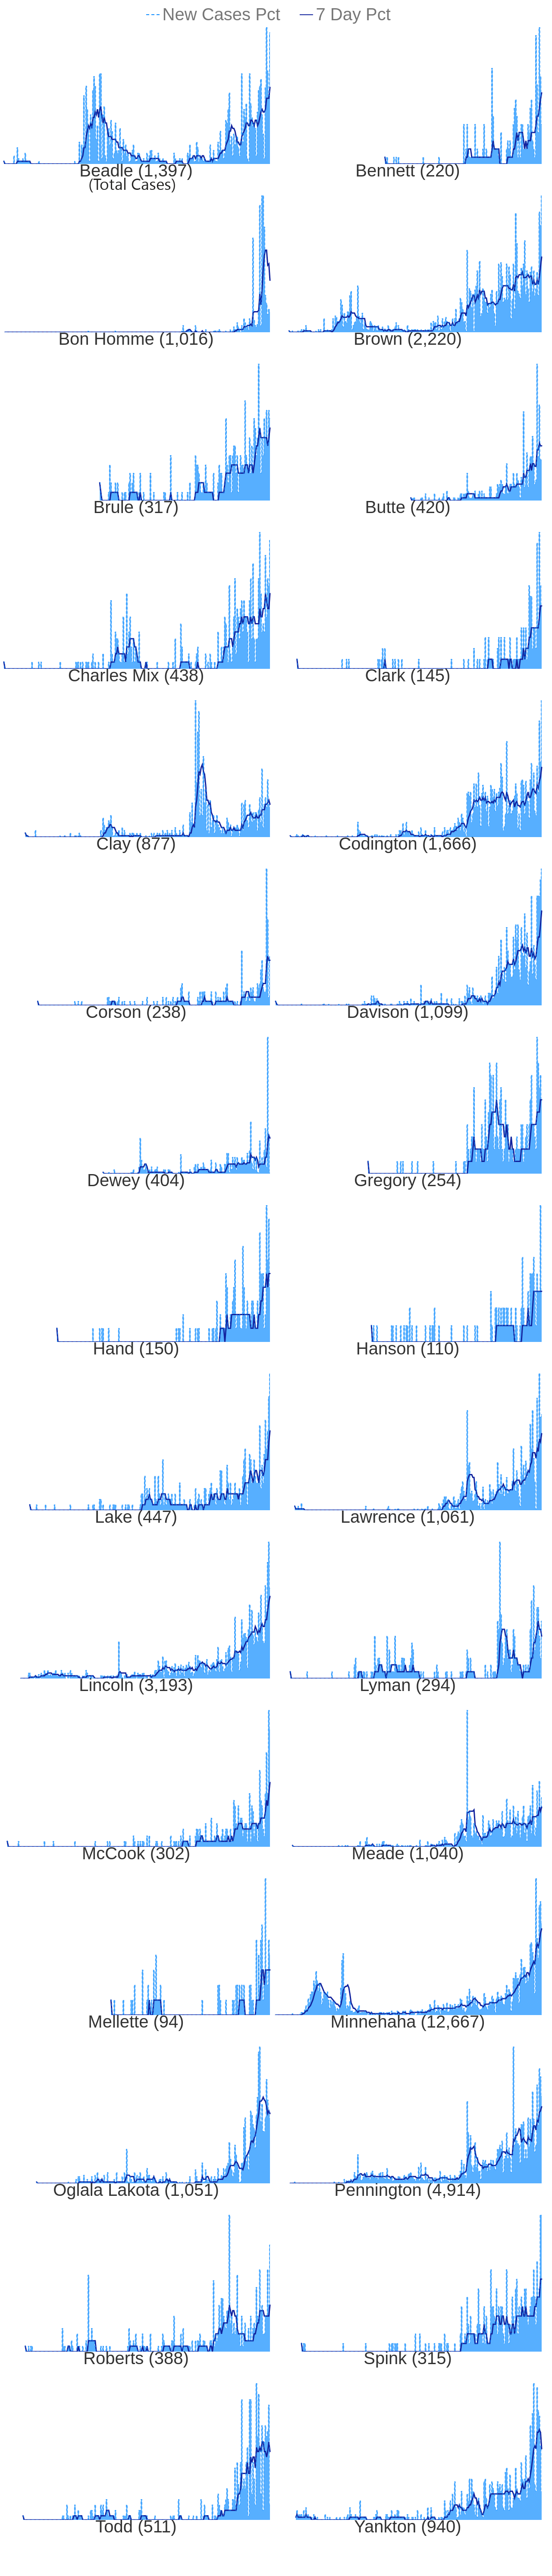 New Cases Pct 7 Day Pct
Beadle (1,397) Bennett (220)
(Total Cases)
Bon Homme (1,016) Brown (2,220)
Brule (317) Butte (420)
Charles Mix (438) Clark (145)
Clay (877) Codington (1,666)
Corson (238) Davison (1,099)
Dewey (404) Gregory (254)
Hand (150) Hanson (110)
Lake (447) Lawrence (1,061)
Lincoln (3,193) Lyman (294)
McCook (302) Meade (1,040)
Mellette (94) Minnehaha (12,667)
Oglala Lakota (1,051) Pennington (4,914)
Roberts (388) Spink (315)
Todd (511) Yankton (940)